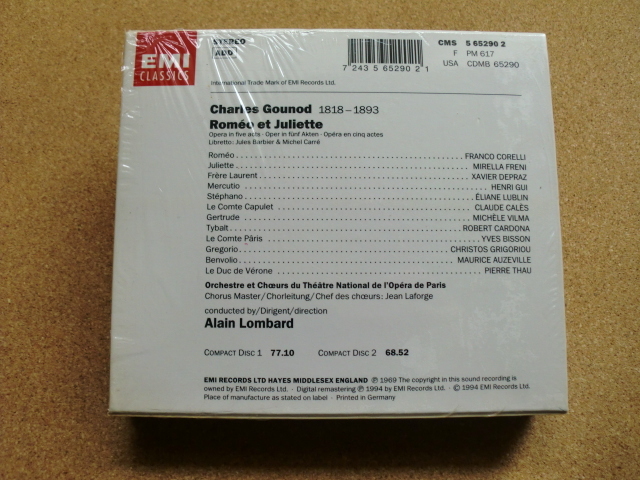 EMI
CLASSICS
STEREO
ADD
7 243 5 65290 2 1
CMS 5 65290 2
F PM 617
USA CDMB 65290
International Trade Mark of EMI Records Ltd.
Charles Gounod 1818–1893
Roméo et Juliette
Opera in five acts · Oper in fünf Akten · Opéra en cinq actes
Libretto: Jules Barbier & Michel Carré
Roméo FRANCO CORELLI
Juliette MIRELLA FRENI
Frère Laurent XAVIER DEPRAZ
Mercutio HENRI GUI
Stéphano ÉLIANE LUBLIN
Le Comte Capulet CLAUDE CALÈS
Gertrude MICHÈLE VILMA
Tybalt ROBERT CARDONA
Le Comte Pâris YVES BISSON
Gregorio CHRISTOS GRIGORIOU
Benvolio MAURICE AUZEVILLE
Le Duc de Vérone PIERRE THAU
Orchestre et Chœurs du Théâtre National de l'Opéra de Paris
Chorus Master/Chorleitung/Chef des chœurs: Jean Laforge
conducted by/Dirigent/direction
Alain Lombard
COMPACT DISC 1 77.10 COMPACT DISC 2 68.52
EMI RECORDS LTD HAYES MIDDLESEX ENGLAND ℗ 1969 The copyright in this sound recording is
owned by EMI Records Ltd. · Digital remastering ℗ 1994 by EMI Records Ltd. · © 1994 EMI Records Ltd.
Place of manufacture as stated on label · Printed in Germany